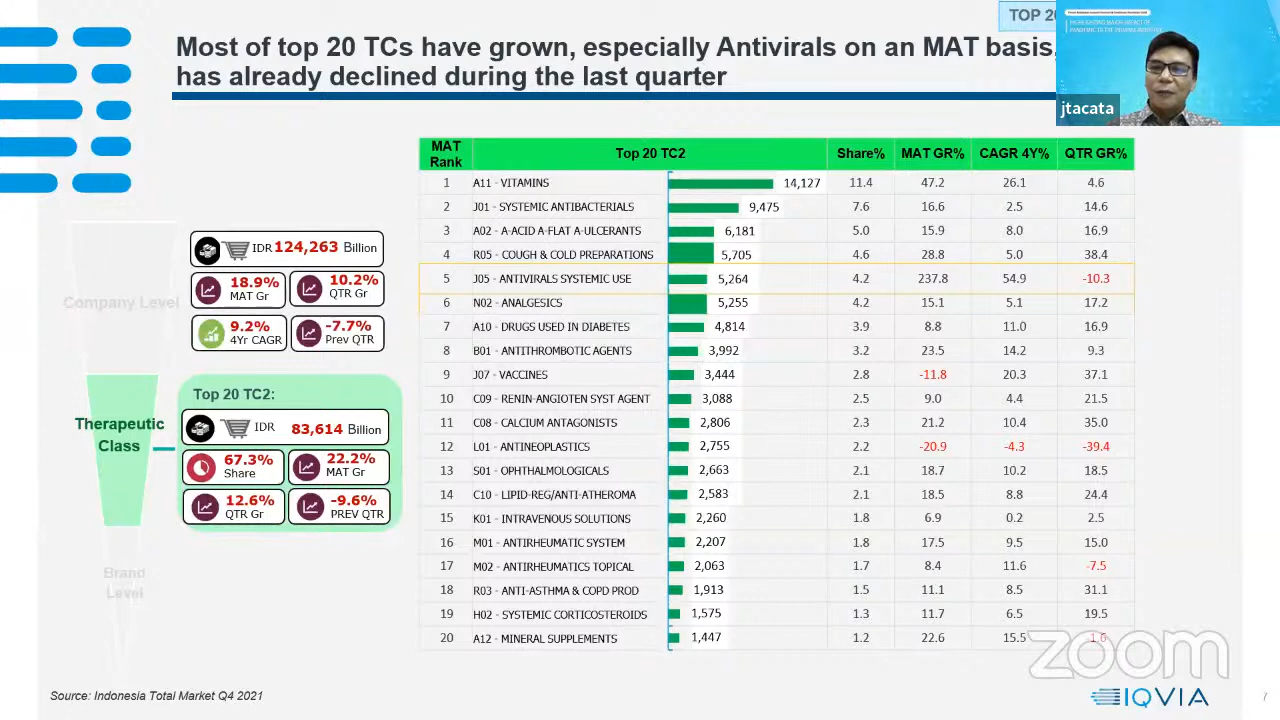 TOP 20
Most of top 20 TCs have grown, especially Antivirals on an MAT basis,
has already declined during the last quarter
jtacata
MAT Rank Top 20 TC2 Share% MAT GR% CAGR 4Y% QTR GR%
1 A11 - VITAMINS 14,127 11.4 47.2 26.1 4.6
2 J01 - SYSTEMIC ANTIBACTERIALS 9,475 7.6 16.6 2.5 14.6
3 A02 - A-ACID A-FLAT A-ULCERANTS 6,181 5.0 15.9 8.0 16.9
4 R05 - COUGH & COLD PREPARATIONS 5,705 4.6 28.8 5.0 38.4
5 J05 - ANTIVIRALS SYSTEMIC USE 5,264 4.2 237.8 54.9 -10.3
6 N02 - ANALGESICS 5,255 4.2 15.1 5.1 17.2
7 A10 - DRUGS USED IN DIABETES 4,814 3.9 8.8 11.0 16.9
8 B01 - ANTITHROMBOTIC AGENTS 3,992 3.2 23.5 14.2 9.3
9 J07 - VACCINES 3,444 2.8 -11.8 20.3 37.1
10 C09 - RENIN-ANGIOTEN SYST AGENT 3,088 2.5 9.0 4.4 21.5
11 C08 - CALCIUM ANTAGONISTS 2,806 2.3 21.2 10.4 35.0
12 L01 - ANTINEOPLASTICS 2,755 2.2 -20.9 -4.3 -39.4
13 S01 - OPHTHALMOLOGICALS 2,663 2.1 18.7 10.2 18.5
14 C10 - LIPID-REG/ANTI-ATHEROMA 2,583 2.1 18.5 8.8 24.4
15 K01 - INTRAVENOUS SOLUTIONS 2,260 1.8 6.9 0.2 2.5
16 M01 - ANTIRHEUMATIC SYSTEM 2,207 1.8 17.5 9.5 15.0
17 M02 - ANTIRHEUMATICS TOPICAL 2,063 1.7 8.4 11.6 -7.5
18 R03 - ANTI-ASTHMA & COPD PROD 1,913 1.5 11.1 8.5 31.1
19 H02 - SYSTEMIC CORTICOSTEROIDS 1,575 1.3 11.7 6.5 19.5
20 A12 - MINERAL SUPPLEMENTS 1,447 1.2 22.6 15.5
IDR 124,263 Billion
18.9% MAT Gr
10.2% QTR Gr
9.2% 4Yr CAGR
-7.7% Prev QTR
Company Level
Top 20 TC2:
IDR 83,614 Billion
67.3% Share
22.2% MAT Gr
12.6% QTR Gr
-9.6% PREV QTR
Therapeutic
Class
Brand
Level
zoom
IQVIA
Source: Indonesia Total Market Q4 2021
7